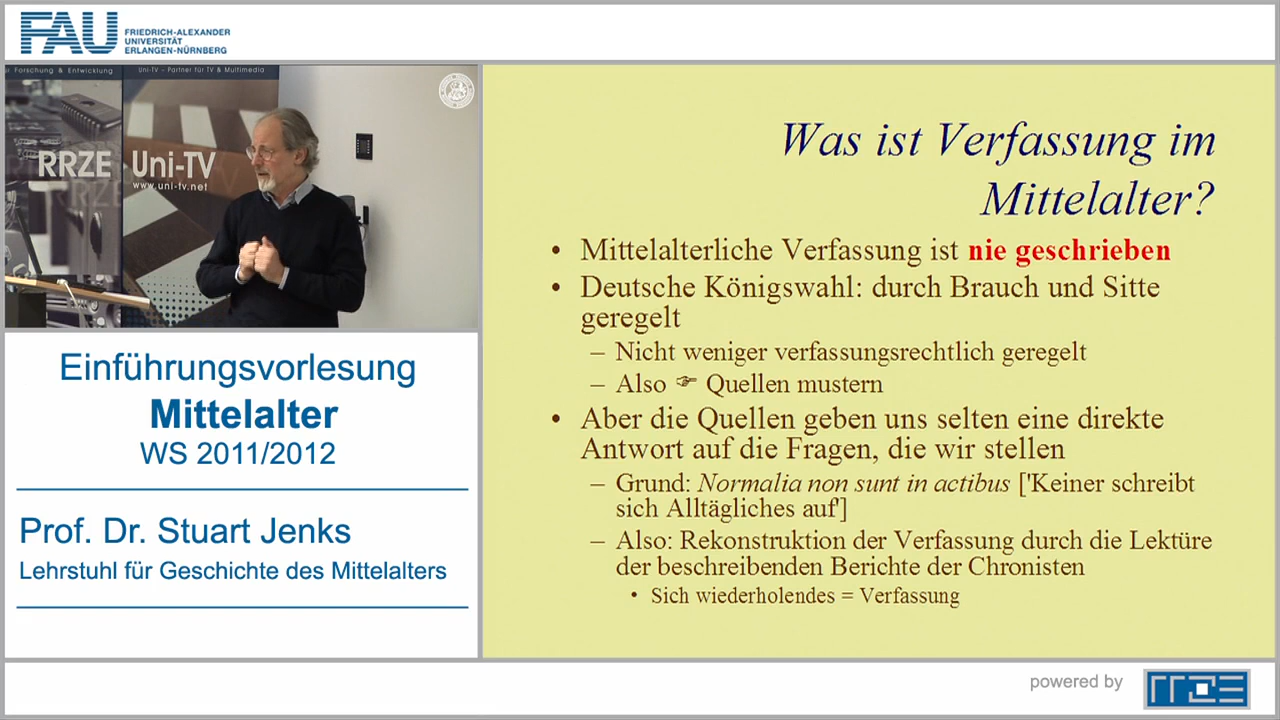 FAU FRIEDRICH-ALEXANDER
UNIVERSITÄT
ERLANGEN-NÜRNBERG
Forschung & Entwicklung
Uni-TV - Partner für TV & Multimedia
RRZE
Uni-TV
www.uni-tv.net
Einführungsvorlesung
Mittelalter
WS 2011/2012
Prof. Dr. Stuart Jenks
Lehrstuhl für Geschichte des Mittelalters
Was ist Verfassung im
Mittelalter?
• Mittelalterliche Verfassung ist nie geschrieben
• Deutsche Königswahl: durch Brauch und Sitte
geregelt
– Nicht weniger verfassungsrechtlich geregelt
– Also ☞ Quellen mustern
• Aber die Quellen geben uns selten eine direkte
Antwort auf die Fragen, die wir stellen
– Grund: Normalia non sunt in actibus ['Keiner schreibt
sich Alltägliches auf']
– Also: Rekonstruktion der Verfassung durch die Lektüre
der beschreibenden Berichte der Chronisten
• Sich wiederholendes = Verfassung
powered by
rrze